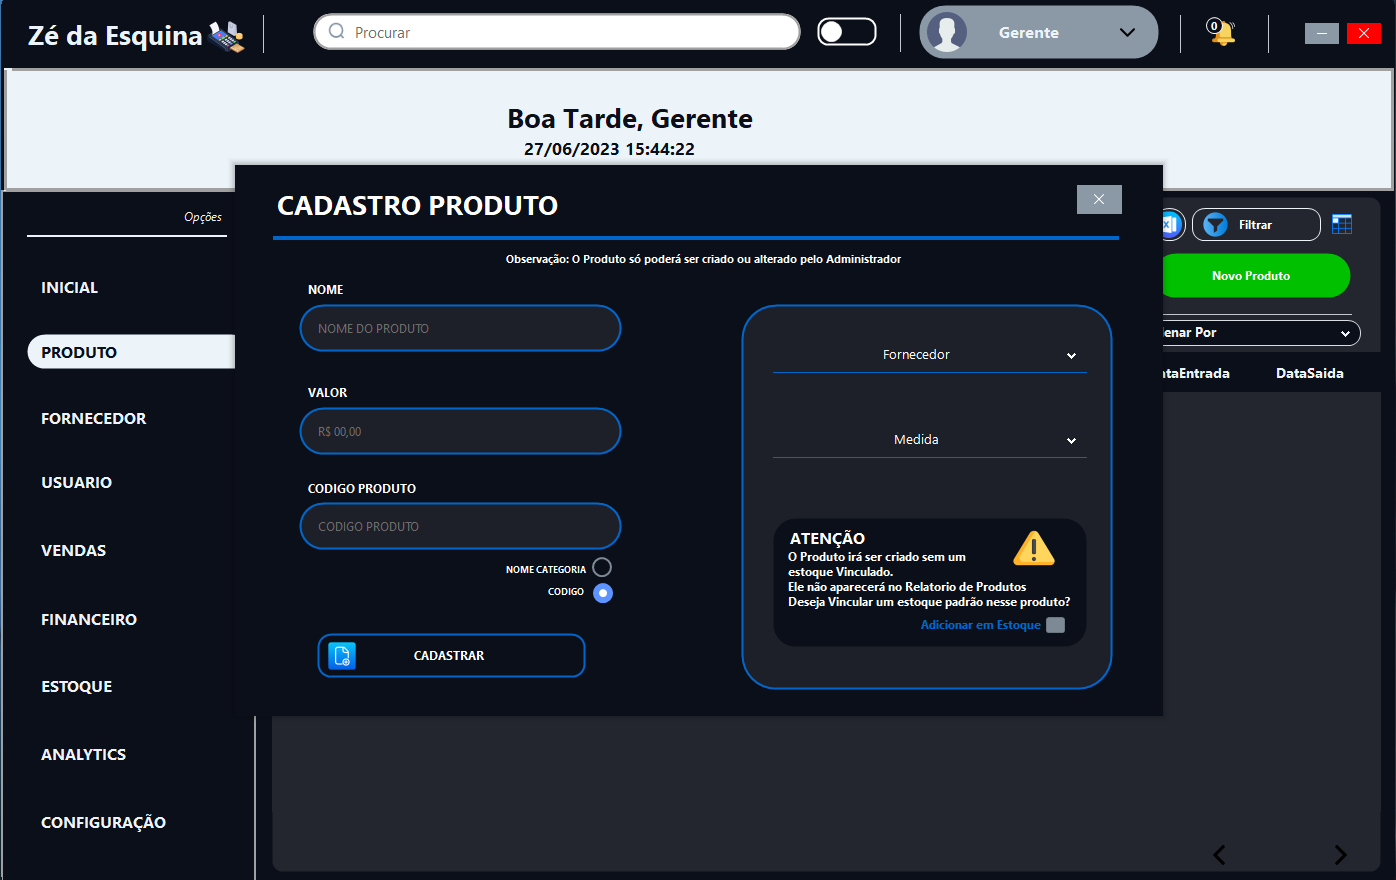 Zé da Esquina
Procurar
Gerente
0
Boa Tarde, Gerente
27/06/2023 15:44:22
Opções
INICIAL
PRODUTO
FORNECEDOR
USUARIO
VENDAS
FINANCEIRO
ESTOQUE
ANALYTICS
CONFIGURAÇÃO
CADASTRO PRODUTO
Observação: O Produto só poderá ser criado ou alterado pelo Administrador
NOME
NOME DO PRODUTO
VALOR
R$ 00,00
CODIGO PRODUTO
CODIGO PRODUTO
NOME CATEGORIA
CODIGO
CADASTRAR
Fornecedor
Medida
ATENÇÃO
O Produto irá ser criado sem um
estoque Vinculado.
Ele não aparecerá no Relatorio de Produtos
Deseja Vincular um estoque padrão nesse produto?
Adicionar em Estoque
Filtrar
Novo Produto
enar Por
taEntrada
DataSaida